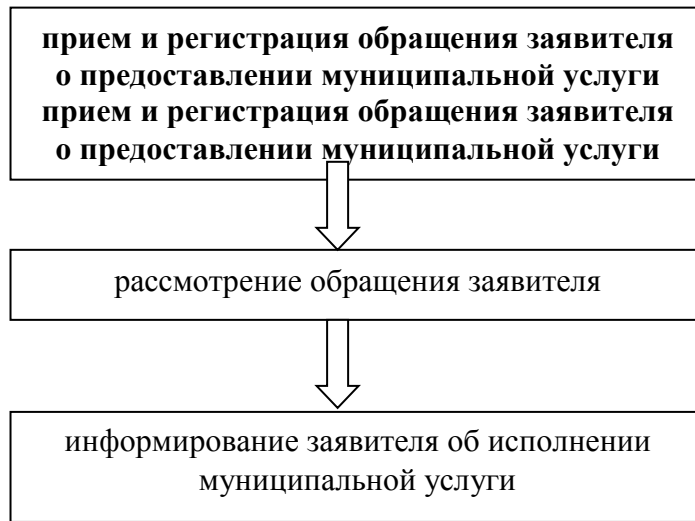 прием и регистрация обращения заявителя
о предоставлении муниципальной услуги
прием и регистрация обращения заявителя
о предоставлении муниципальной услуги
рассмотрение обращения заявителя
информирование заявителя об исполнении
муниципальной услуги